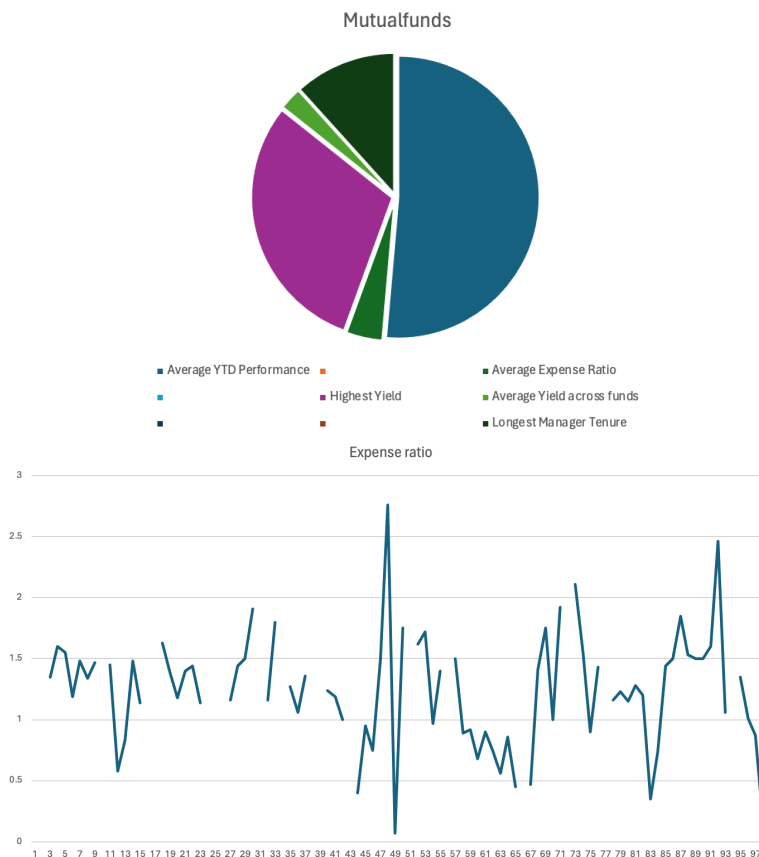 Mutualfunds
Average YTD Performance Average Expense Ratio
Highest Yield Average Yield across funds
Longest Manager Tenure
Expense ratio
3
2.5
2
1.5
1
0.5
0
1 3 5 7 9 11 13 15 17 19 21 23 25 27 29 31 33 35 37 39 41 43 45 47 49 51 53 55 57 59 61 63 65 67 69 71 73 75 77 79 81 83 85 87 89 91 93 95 97